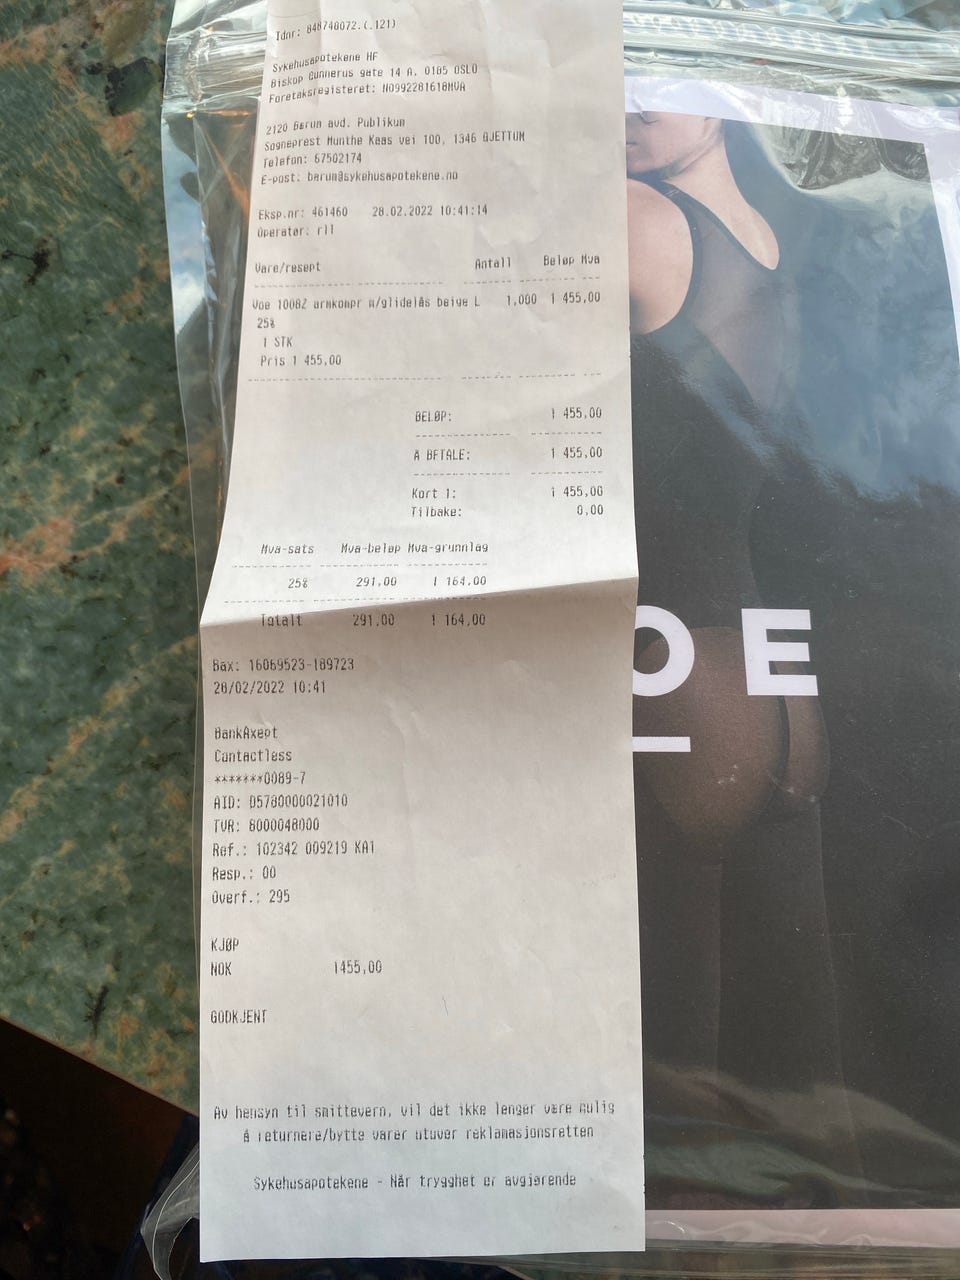 Idnr: 848748072.(.121)
Sykehusapotekene HF
Biskop Gunnerus gate 14 A, 0185 OSLO
Foretaksregisteret: NO992281618MVA
2120 Bærum avd. Publikum
Sogneprest Munthe Kaas vei 100, 1346 GJETTUM
Telefon: 67502174
E-post: barum@sykehusapotekene.no
Eksp.nr: 461460 28.02.2022 10:41:14
Operatør: rll
Vare/resept Antall Beløp Mva
Voe 1008Z armkompr m/glidelås beige L 1,000 1 455,00
25%
1 STK
Pris 1 455,00
BELØP: 1 455,00
Å BETALE: 1 455,00
Kort 1: 1 455,00
Tilbake: 0,00
Mva-sats Mva-beløp Mva-grunnlag
25% 291,00 1 164,00
Totalt 291,00 1 164,00
Bax: 16069523-189723
28/02/2022 10:41
BankAxept
Contactless
*******0089-7
AID: D5780000021010
TVR: 8000048000
Ref.: 102342 009219 KA1
Resp.: 00
Overf.: 295
KJØP
NOK 1455,00
GODKJENT
Av hensyn til smittevern, vil det ikke lenger være mulig
å returnere/bytte varer utover reklamasjonsretten
Sykehusapotekene - Når trygghet er avgjørende
OE